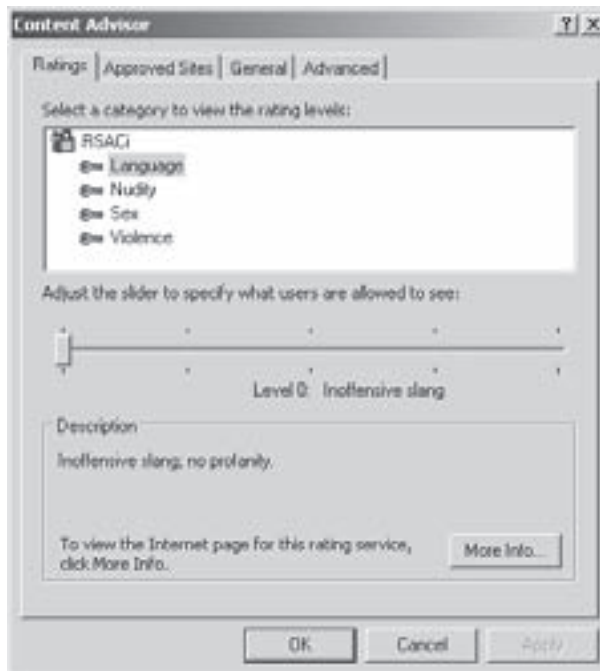 Content Advisor
Ratings Approved Sites General Advanced
Select a category to view the rating levels:
RSACi
Language
Nudity
Sex
Violence
Adjust the slider to specify what users are allowed to see:
Level 0: Inoffensive slang
Description
Inoffensive slang; no profanity.
To view the Internet page for this rating service,
click More Info.
More Info...
OK Cancel Apply